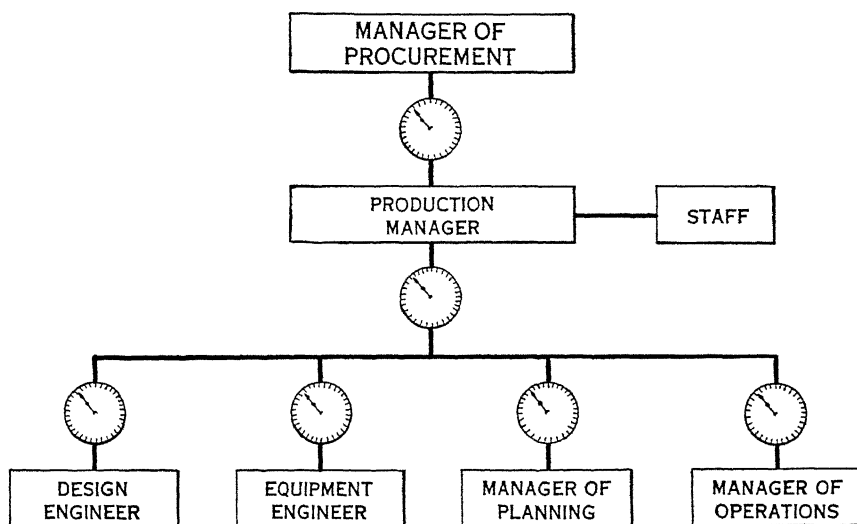 MANAGER OF
PROCUREMENT
PRODUCTION
MANAGER
STAFF
DESIGN
ENGINEER
EQUIPMENT
ENGINEER
MANAGER OF
PLANNING
MANAGER OF
OPERATIONS